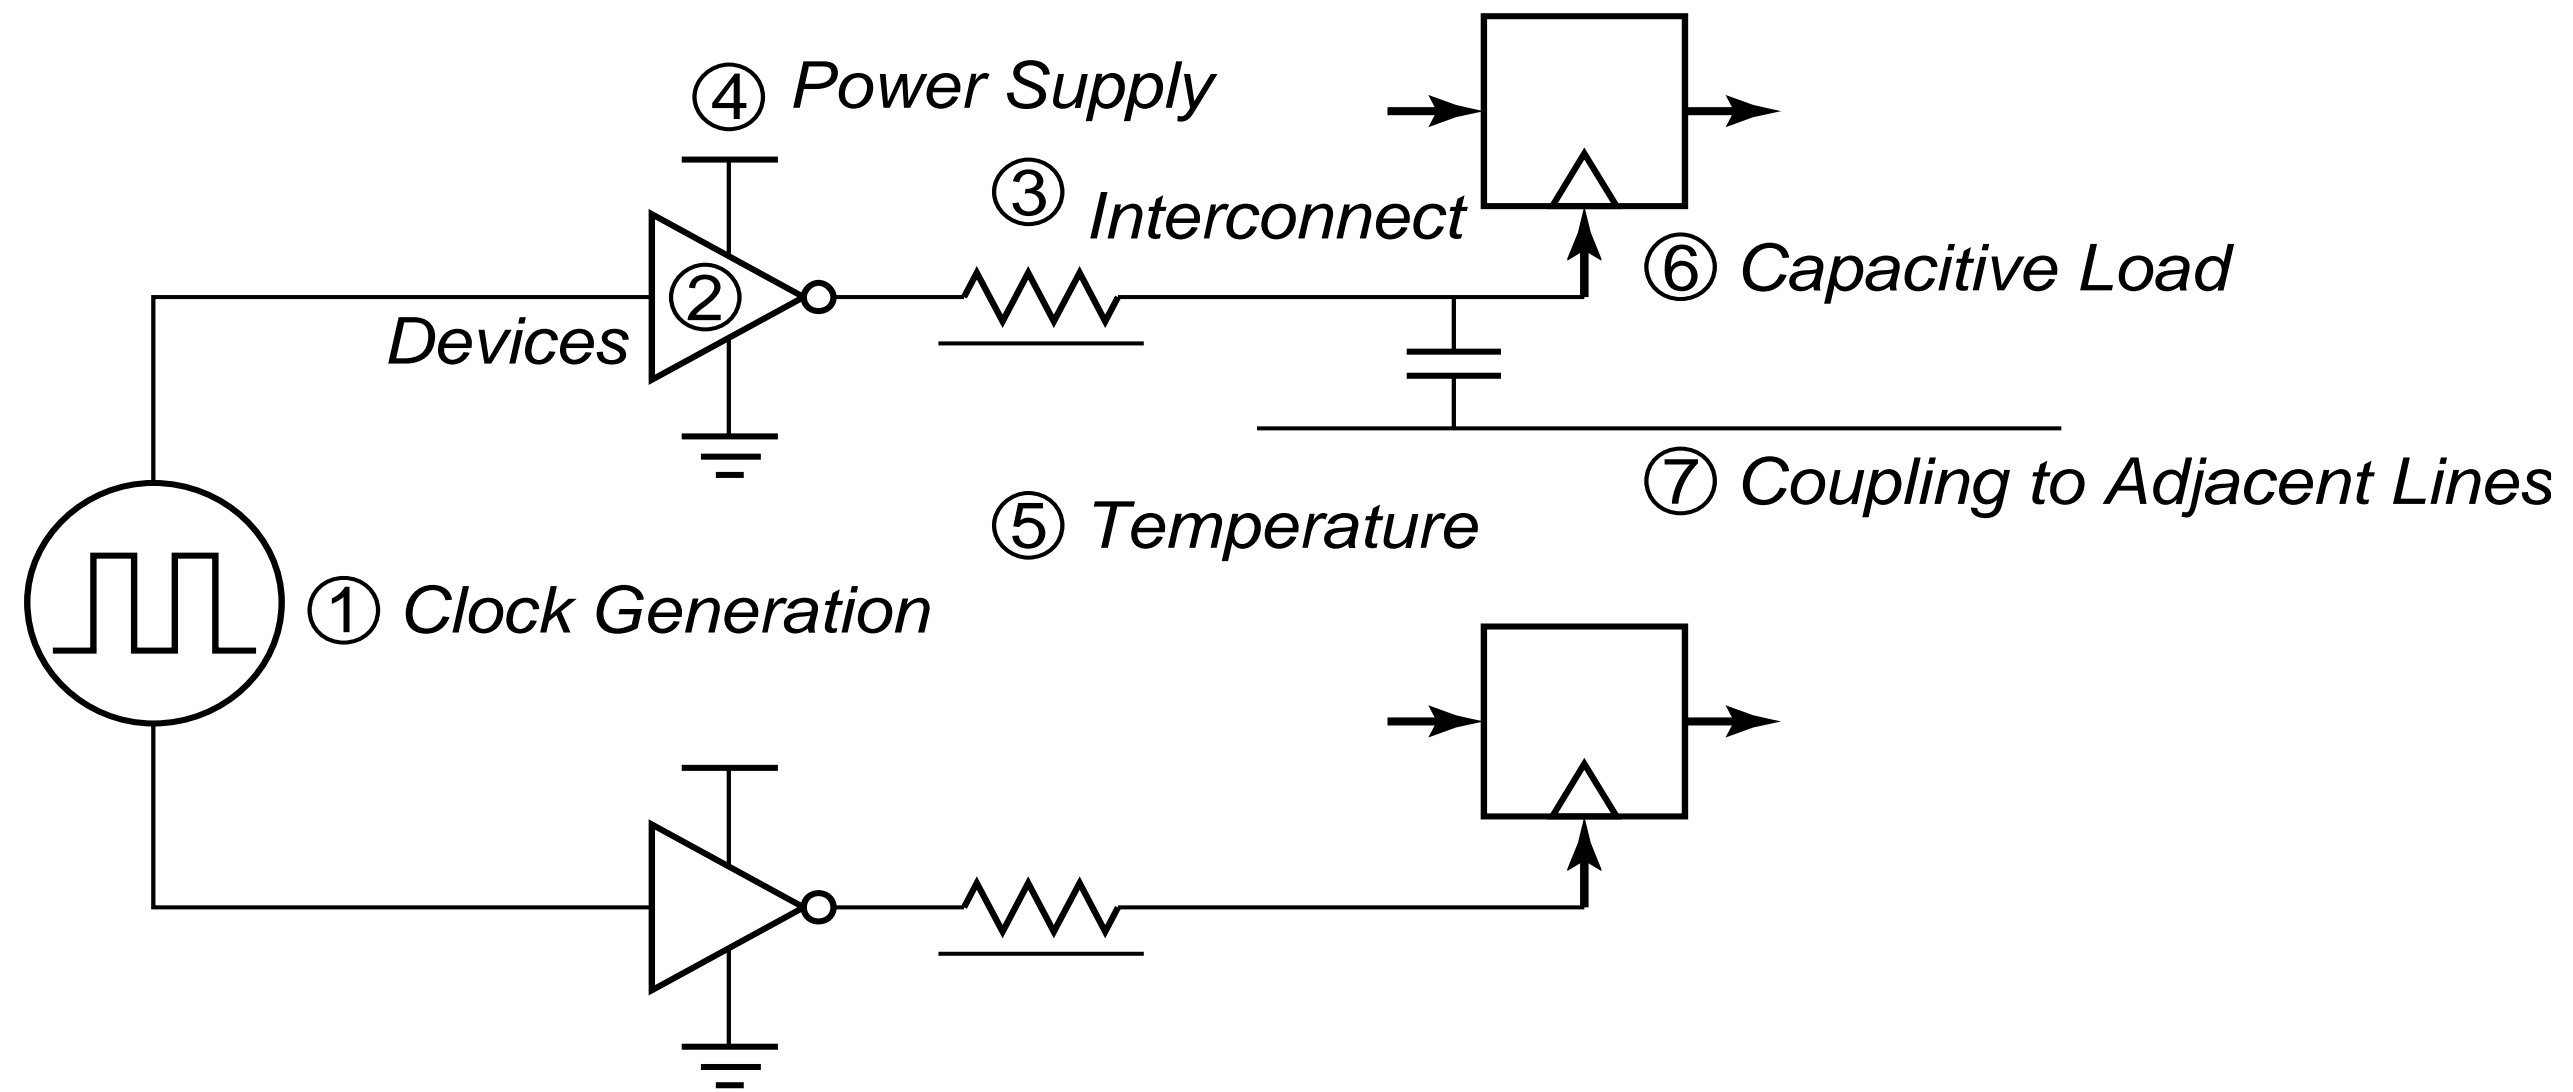 ④ Power Supply
③ Interconnect
② 
Devices
⑥ Capacitive Load
⑦ Coupling to Adjacent Lines
⑤ Temperature
① Clock Generation